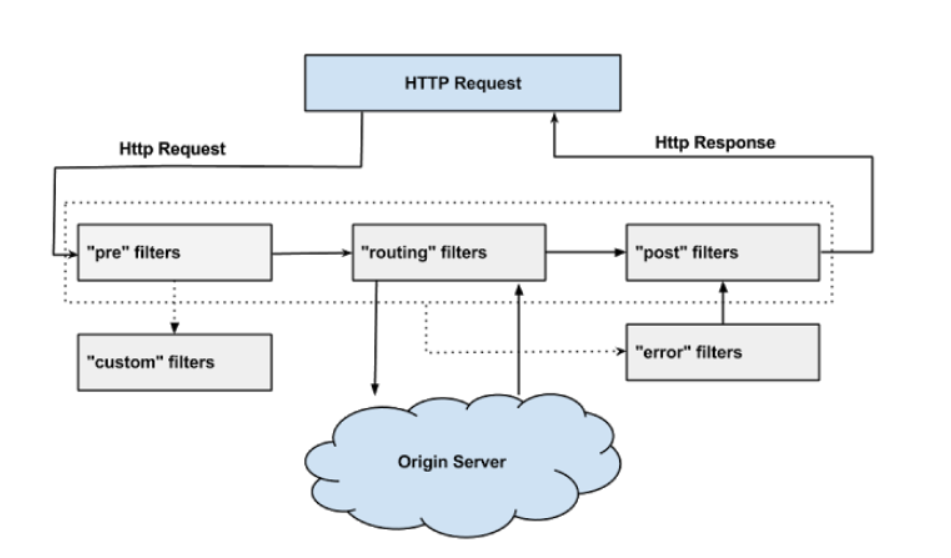 HTTP Request
Http Request
Http Response
"pre" filters
"routing" filters
"post" filters
"custom" filters
"error" filters
Origin Server